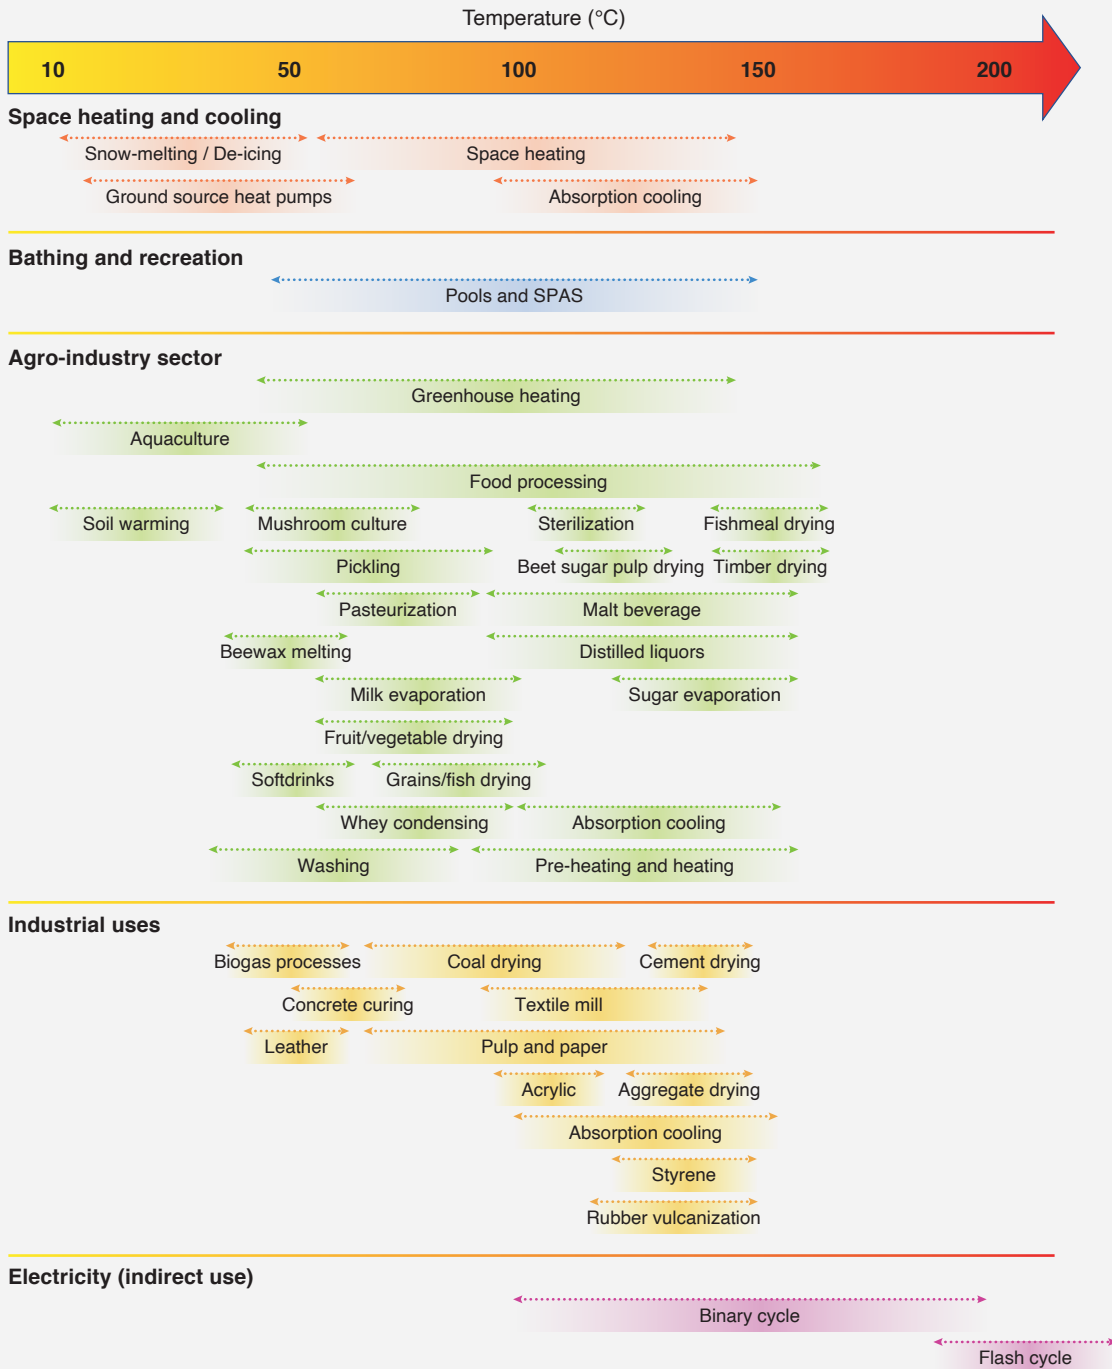 Temperature (°C)
10 50 100 150 200
Space heating and cooling
Snow-melting / De-icing Space heating
Ground source heat pumps Absorption cooling
Bathing and recreation
Pools and SPAS
Agro-industry sector
Greenhouse heating
Aquaculture
Food processing
Soil warming Mushroom culture Sterilization Fishmeal drying
Pickling Beet sugar pulp drying Timber drying
Pasteurization Malt beverage
Beewax melting Distilled liquors
Milk evaporation Sugar evaporation
Fruit/vegetable drying
Softdrinks Grains/fish drying
Whey condensing Absorption cooling
Washing Pre-heating and heating
Industrial uses
Biogas processes Coal drying Cement drying
Concrete curing Textile mill
Leather Pulp and paper
Acrylic Aggregate drying
Absorption cooling
Styrene
Rubber vulcanization
Electricity (indirect use)
Binary cycle
Flash cycle